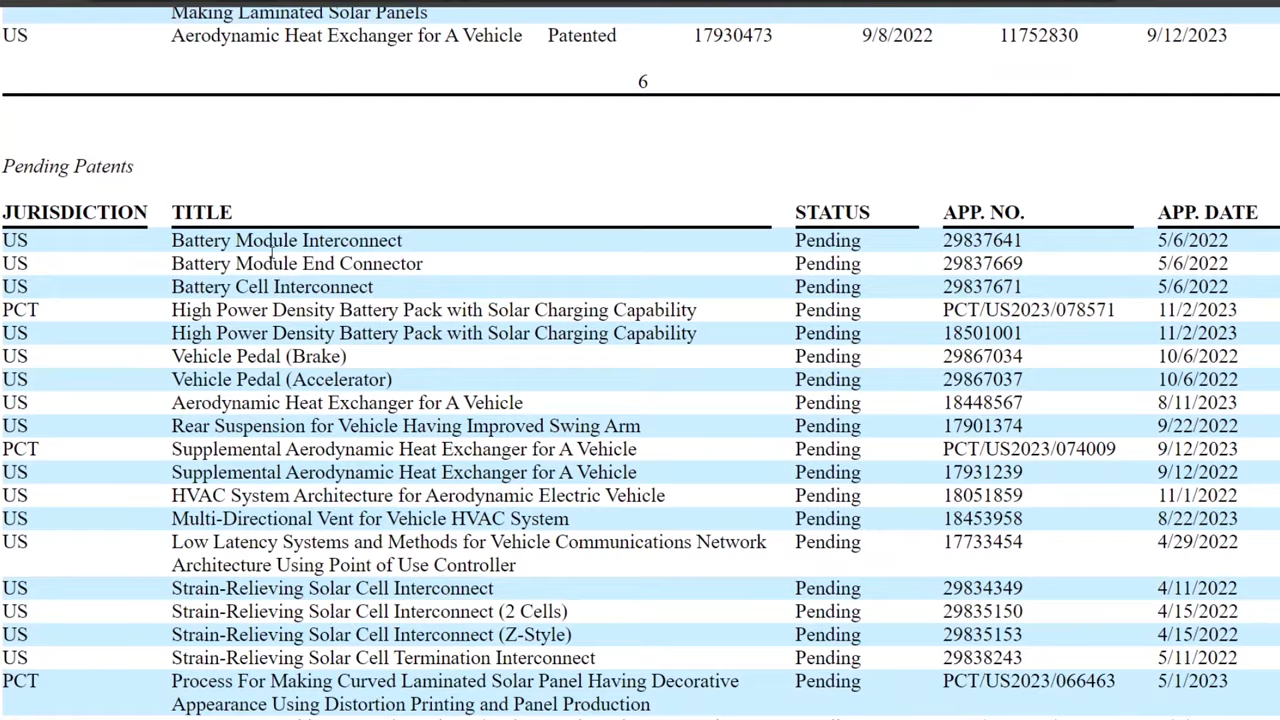 Making Laminated Solar Panels
US Aerodynamic Heat Exchanger for A Vehicle Patented 17930473 9/8/2022 11752830 9/12/2023
6
Pending Patents
JURISDICTION TITLE STATUS APP. NO. APP. DATE
US Battery Module Interconnect Pending 29837641 5/6/2022
US Battery Module End Connector Pending 29837669 5/6/2022
US Battery Cell Interconnect Pending 29837671 5/6/2022
PCT High Power Density Battery Pack with Solar Charging Capability Pending PCT/US2023/078571 11/2/2023
US High Power Density Battery Pack with Solar Charging Capability Pending 18501001 11/2/2023
US Vehicle Pedal (Brake) Pending 29867034 10/6/2022
US Vehicle Pedal (Accelerator) Pending 29867037 10/6/2022
US Aerodynamic Heat Exchanger for A Vehicle Pending 18448567 8/11/2023
US Rear Suspension for Vehicle Having Improved Swing Arm Pending 17901374 9/22/2022
PCT Supplemental Aerodynamic Heat Exchanger for A Vehicle Pending PCT/US2023/074009 9/12/2023
US Supplemental Aerodynamic Heat Exchanger for A Vehicle Pending 17931239 9/12/2022
US HVAC System Architecture for Aerodynamic Electric Vehicle Pending 18051859 11/1/2022
US Multi-Directional Vent for Vehicle HVAC System Pending 18453958 8/22/2023
US Low Latency Systems and Methods for Vehicle Communications Network Pending 17733454 4/29/2022
Architecture Using Point of Use Controller
US Strain-Relieving Solar Cell Interconnect Pending 29834349 4/11/2022
US Strain-Relieving Solar Cell Interconnect (2 Cells) Pending 29835150 4/15/2022
US Strain-Relieving Solar Cell Interconnect (Z-Style) Pending 29835153 4/15/2022
US Strain-Relieving Solar Cell Termination Interconnect Pending 29838243 5/11/2022
PCT Process For Making Curved Laminated Solar Panel Having Decorative Pending PCT/US2023/066463 5/1/2023
Appearance Using Distortion Printing and Panel Production